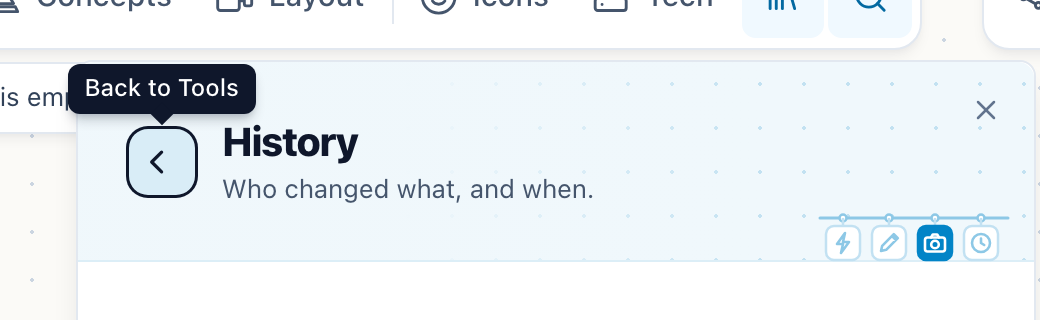 Concepts Layout Icons Tech
is emp
Back to Tools
History
Who changed what, and when.